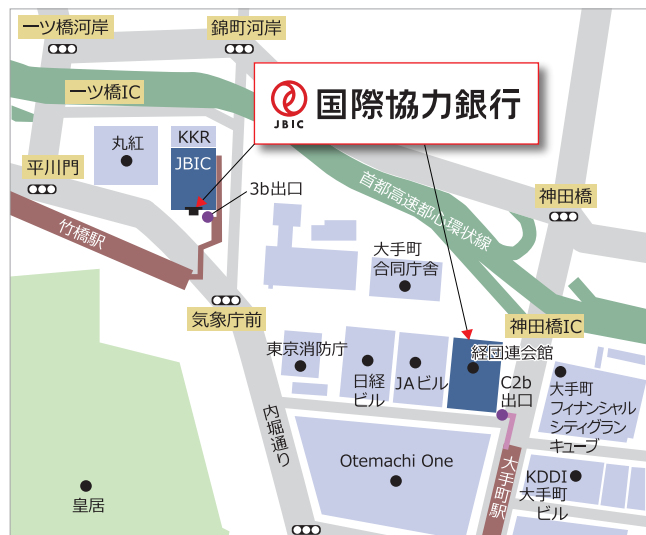 一ツ橋河岸
錦町河岸
一ツ橋IC
JBIC
国際協力銀行
丸紅
KKR
JBIC
平川門
3b出口
首都高速都心環状線
神田橋
竹橋駅
大手町
合同庁舎
気象庁前
神田橋IC
東京消防庁
経団連会館
日経
ビル
JAビル
C2b
出口
大手町
フィナンシャル
シティグラン
キューブ
内堀通り
Otemachi One
大手町駅
KDDI
大手町
ビル
皇居